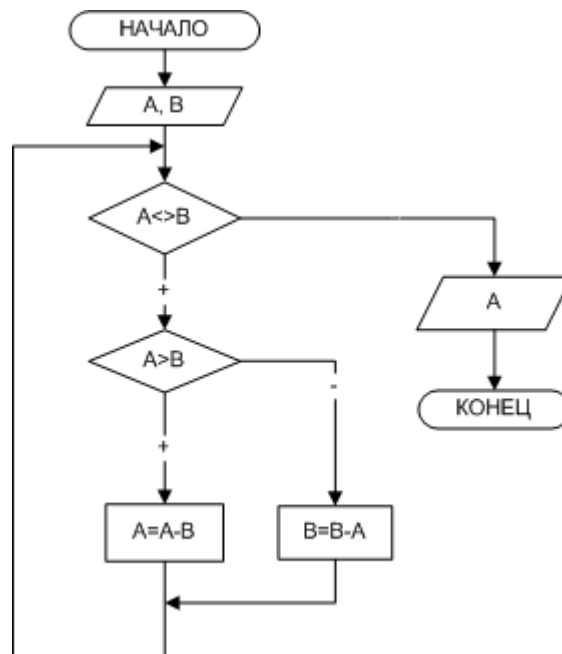 НАЧАЛО
А, В
А<>В
+
А
А>В
-
КОНЕЦ
+
А=А-В
В=В-А